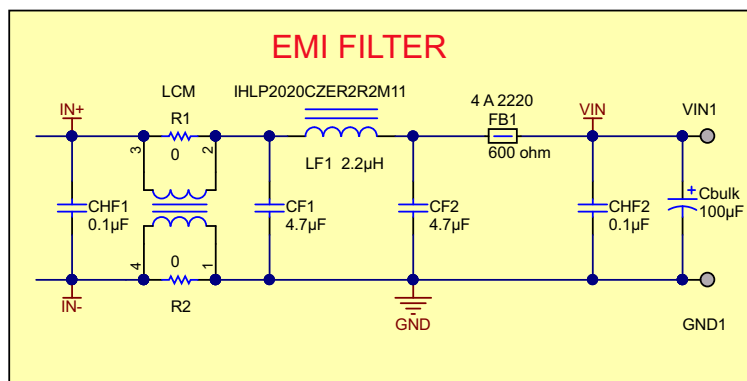 EMI FILTER
LCM
IHLP2020CZER2R2M11
4 A 2220
IN+
R1
FB1
VIN
VIN1
0
600 ohm
3
2
LF1 2.2µH
CHF1
0.1µF
CF1
4.7µF
CF2
4.7µF
CHF2
0.1µF
+
Cbulk
100µF
4
0
1
IN-
R2
GND
GND1